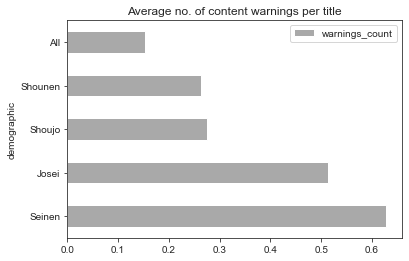 Average no. of content warnings per title
warnings_count
demographic
All
Shounen
Shoujo
Josei
Seinen
0.0 0.1 0.2 0.3 0.4 0.5 0.6